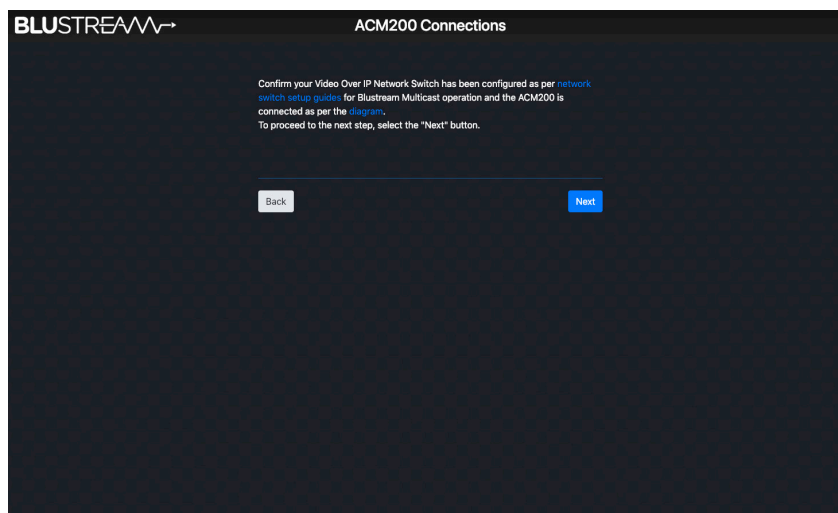 BLUSTREAM
ACM200 Connections
Confirm your Video Over IP Network Switch has been configured as per network
switch setup guides for Blustream Multicast operation and the ACM200 is
connected as per the diagram.
To proceed to the next step, select the "Next" button.
Back
Next